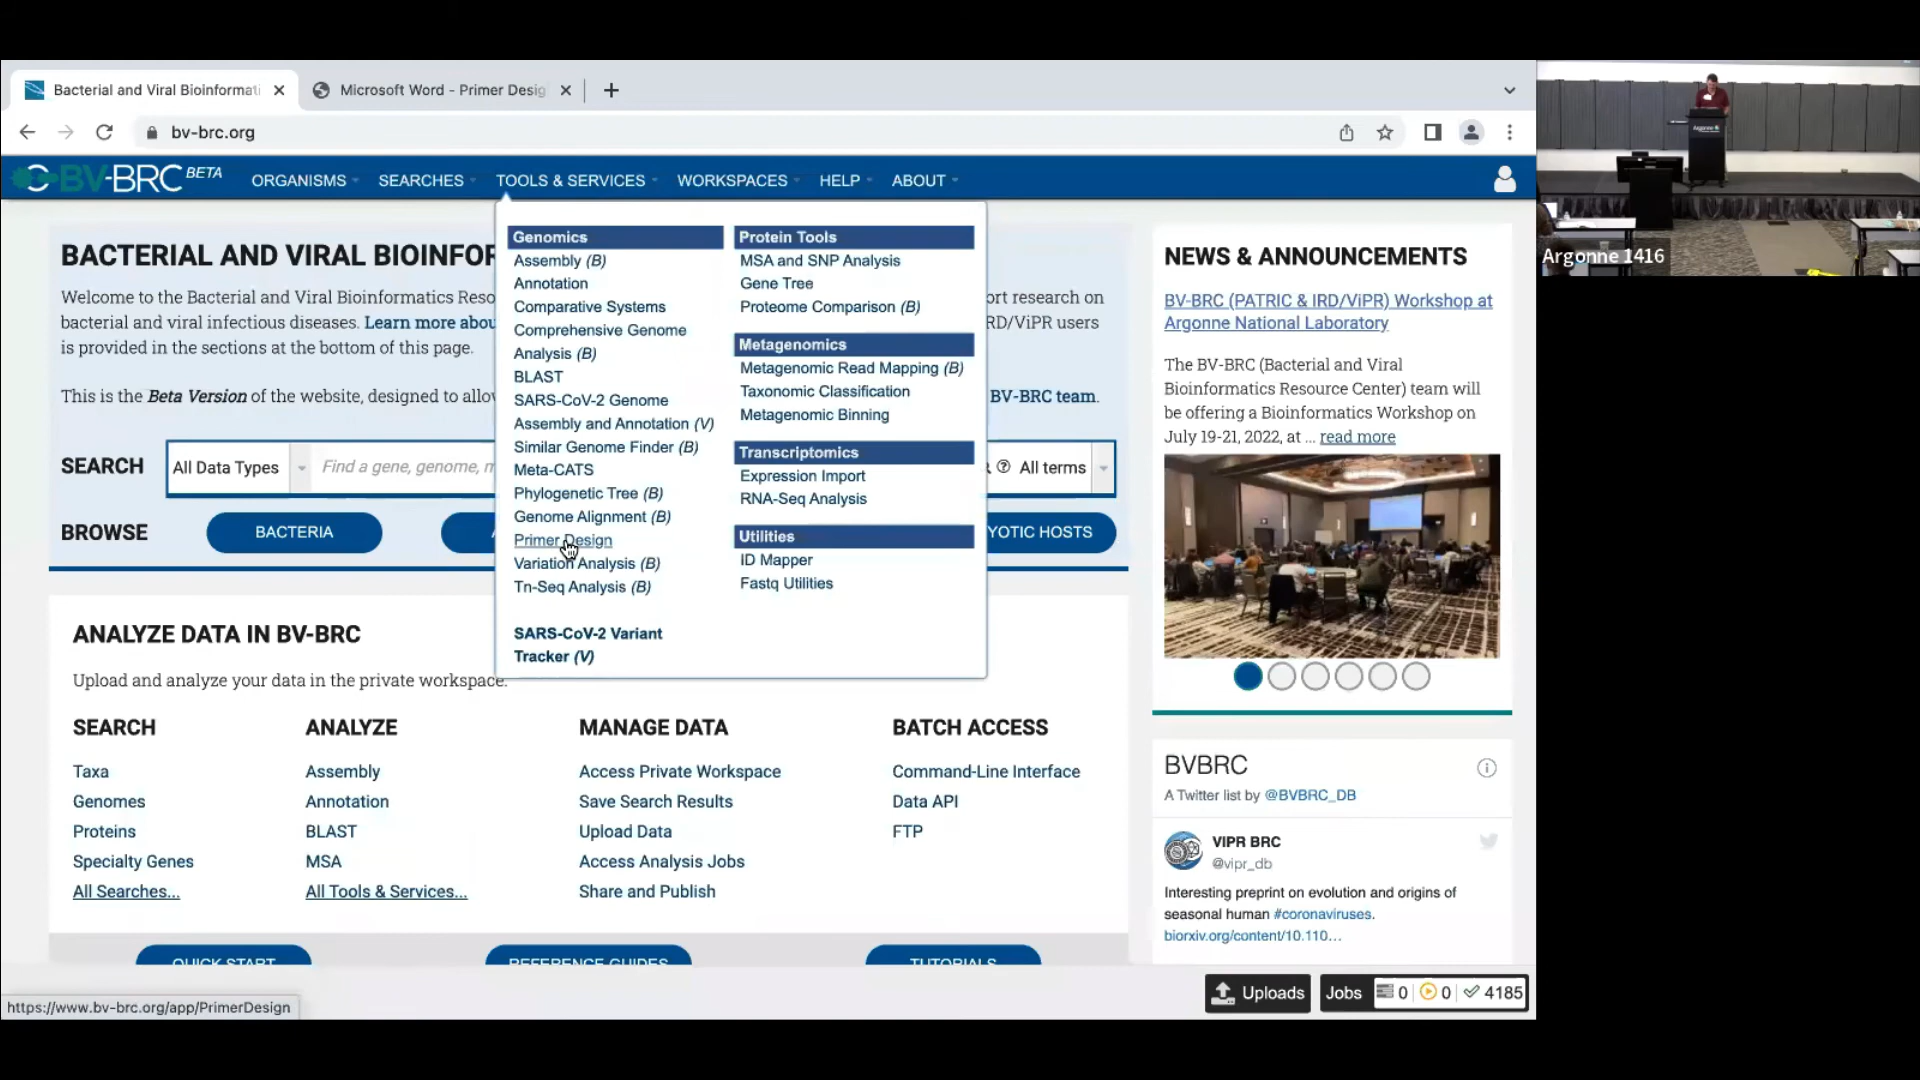 Bacterial and Viral Bioinformati
Microsoft Word - Primer Desig
bv-brc.org
BV-BRC BETA
ORGANISMS
SEARCHES
TOOLS & SERVICES
WORKSPACES
HELP
ABOUT
BACTERIAL AND VIRAL BIOINFOR
Welcome to the Bacterial and Viral Bioinformatics Reso
ort research on
bacterial and viral infectious diseases. Learn more abou
RD/ViPR users
is provided in the sections at the bottom of this page.
This is the Beta Version of the website, designed to allov
BV-BRC team.
SEARCH
All Data Types
Find a gene, genome, m
All terms
BROWSE
BACTERIA
YOTIC HOSTS
Genomics
Assembly (B)
Annotation
Comparative Systems
Comprehensive Genome
Analysis (B)
BLAST
SARS-CoV-2 Genome
Assembly and Annotation (V)
Similar Genome Finder (B)
Meta-CATS
Phylogenetic Tree (B)
Genome Alignment (B)
Primer Design
Variation Analysis (B)
Tn-Seq Analysis (B)
SARS-CoV-2 Variant
Tracker (V)
Protein Tools
MSA and SNP Analysis
Gene Tree
Proteome Comparison (B)
Metagenomics
Metagenomic Read Mapping (B)
Taxonomic Classification
Metagenomic Binning
Transcriptomics
Expression Import
RNA-Seq Analysis
Utilities
ID Mapper
Fastq Utilities
ANALYZE DATA IN BV-BRC
Upload and analyze your data in the private workspace.
SEARCH
Taxa
Genomes
Proteins
Specialty Genes
All Searches...
ANALYZE
Assembly
Annotation
BLAST
MSA
All Tools & Services...
MANAGE DATA
Access Private Workspace
Save Search Results
Upload Data
Access Analysis Jobs
Share and Publish
BATCH ACCESS
Command-Line Interface
Data API
FTP
QUICK START
REFERENCE GUIDES
TUTORIALS
NEWS & ANNOUNCEMENTS
BV-BRC (PATRIC & IRD/ViPR) Workshop at
Argonne National Laboratory
The BV-BRC (Bacterial and Viral
Bioinformatics Resource Center) team will
be offering a Bioinformatics Workshop on
July 19-21, 2022, at ... read more
BVBRC
A Twitter list by @BVBRC_DB
VIPR BRC
@vipr_db
Interesting preprint on evolution and origins of
seasonal human #coronaviruses.
biorxiv.org/content/10.110...
Uploads
Jobs 0 0 4185
https://www.bv-brc.org/app/PrimerDesign
Argonne
Argonne 1416